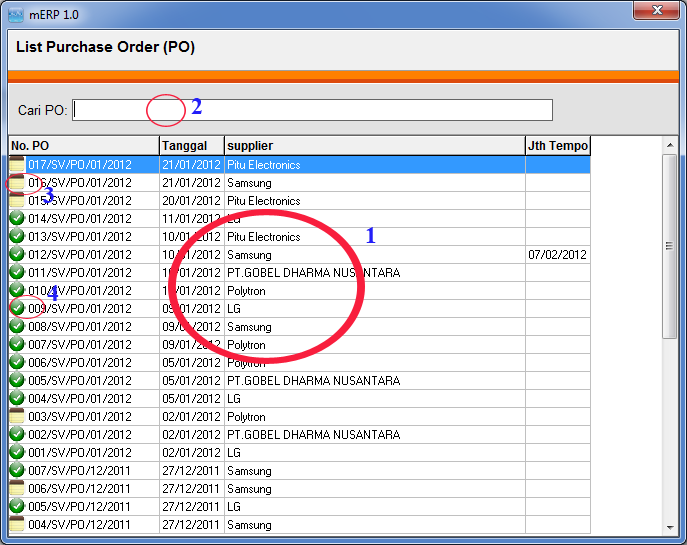 mERP 1.0
List Purchase Order (PO)
Cari PO: 2
No. PO Tanggal supplier Jth Tempo
017/SV/PO/01/2012 21/01/2012 Pitu Electronics
016/SV/PO/01/2012 21/01/2012 Samsung
3
015/SV/PO/01/2012 20/01/2012 Pitu Electronics
014/SV/PO/01/2012 11/01/2012 LG
013/SV/PO/01/2012 10/01/2012 Pitu Electronics 1
012/SV/PO/01/2012 10/01/2012 Samsung 07/02/2012
011/SV/PO/01/2012 10/01/2012 PT.GOBEL DHARMA NUSANTARA
010/SV/PO/01/2012 Polytron
4
009/SV/PO/01/2012 09/01/2012 LG
008/SV/PO/01/2012 09/01/2012 Samsung
007/SV/PO/01/2012 09/01/2012 Polytron
006/SV/PO/01/2012 05/01/2012 Polytron
005/SV/PO/01/2012 05/01/2012 PT.GOBEL DHARMA NUSANTARA
004/SV/PO/01/2012 05/01/2012 LG
003/SV/PO/01/2012 02/01/2012 Polytron
002/SV/PO/01/2012 02/01/2012 PT.GOBEL DHARMA NUSANTARA
001/SV/PO/01/2012 02/01/2012 LG
007/SV/PO/12/2011 27/12/2011 Samsung
006/SV/PO/12/2011 27/12/2011 Samsung
005/SV/PO/12/2011 27/12/2011 LG
004/SV/PO/12/2011 27/12/2011 Samsung